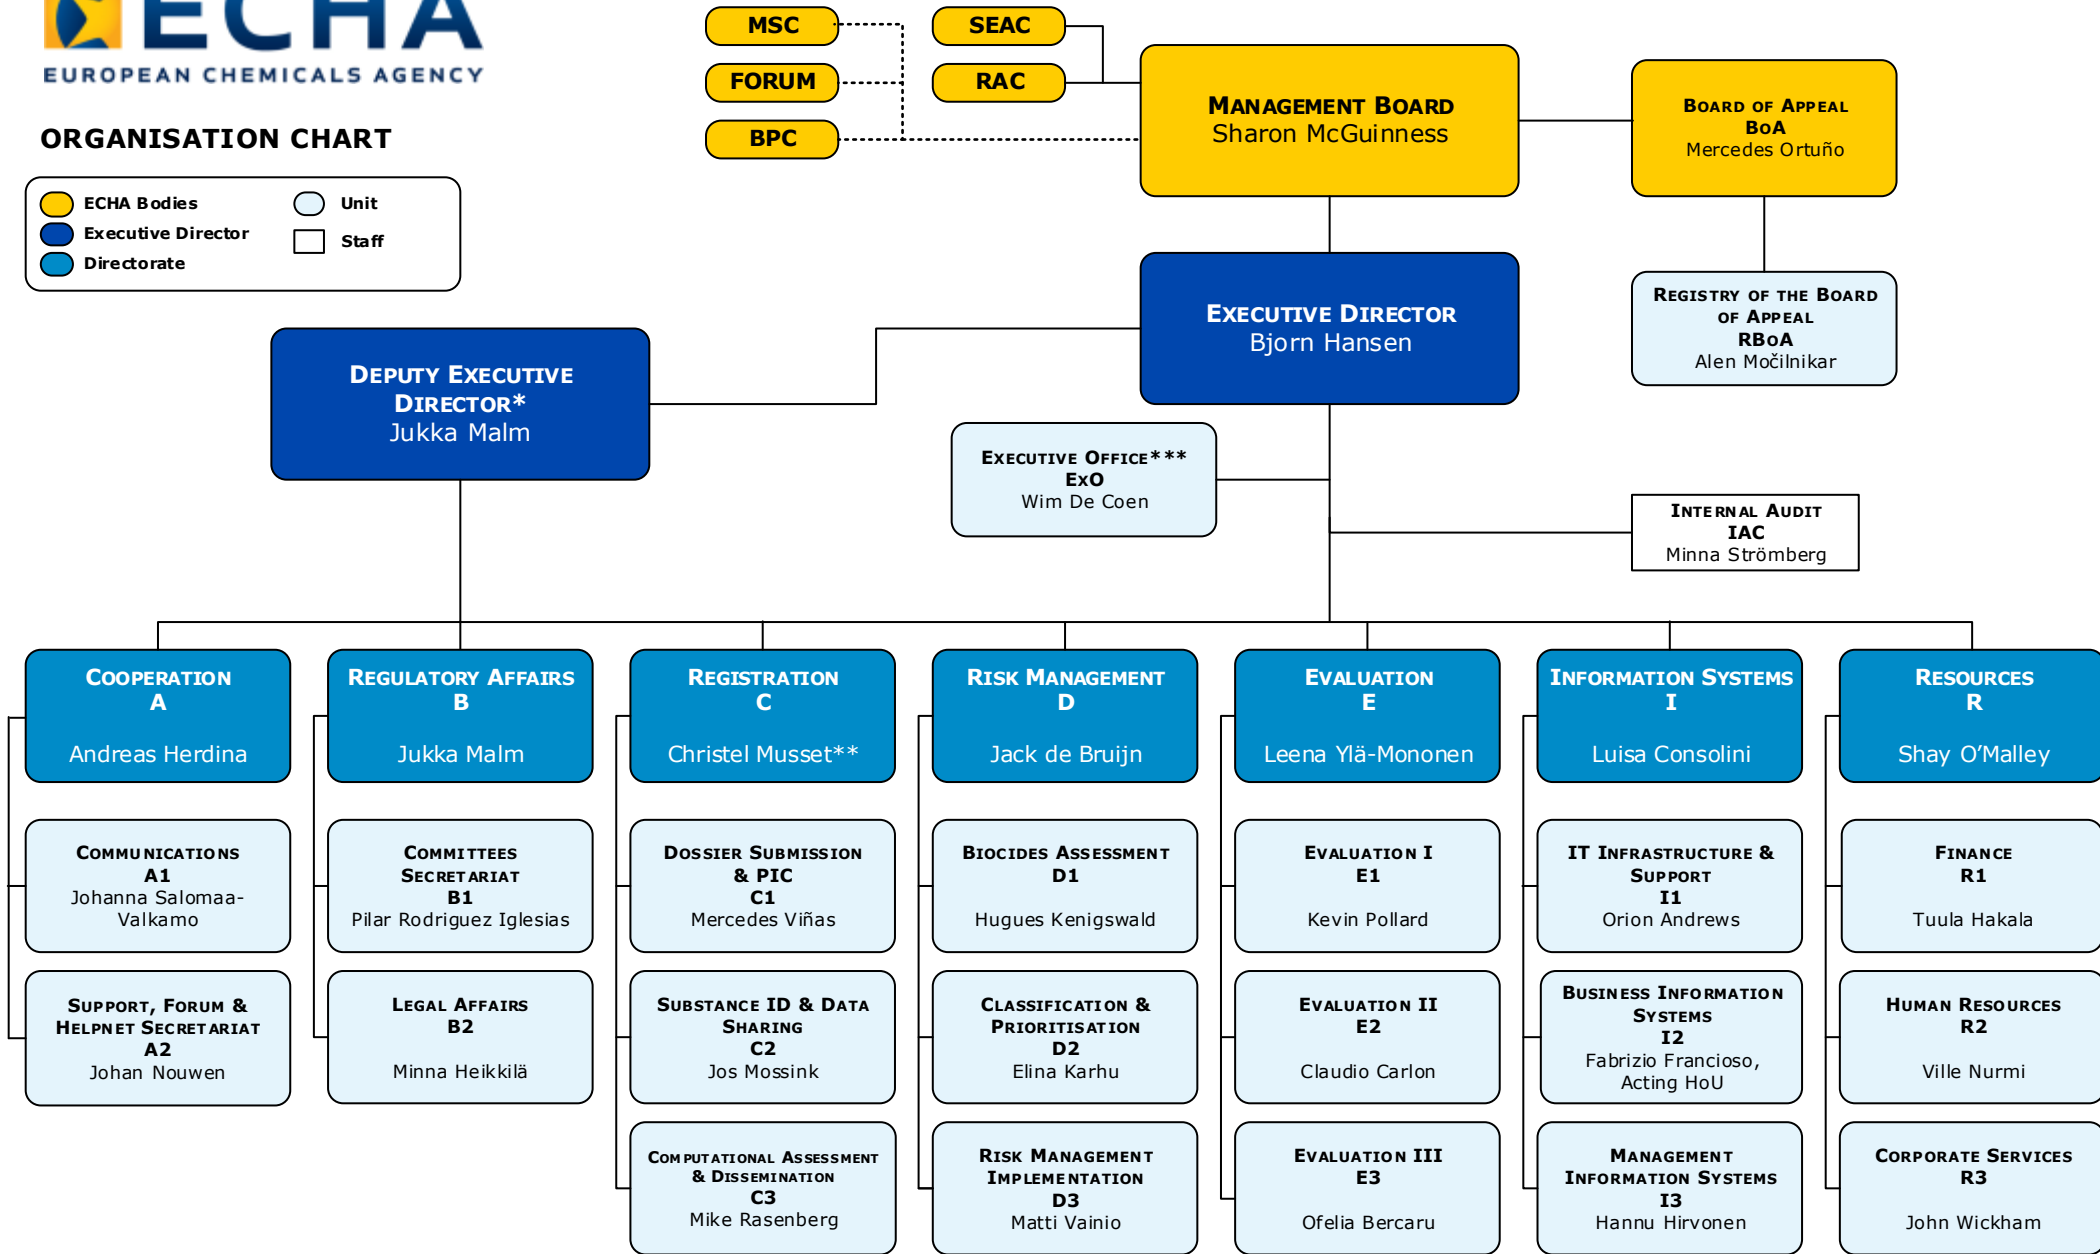 ECHA
EUROPEAN CHEMICALS AGENCY
ORGANISATION CHART
ECHA Bodies
Executive Director
Directorate
Unit
Staff
MSC
FORUM
BPC
SEAC
RAC
MANAGEMENT BOARD
Sharon McGuinness
BOARD OF APPEAL
BOA
Mercedes Ortuño
REGISTRY OF THE BOARD
OF APPEAL
RBOA
Alen Močilnikar
EXECUTIVE DIRECTOR
Bjorn Hansen
DEPUTY EXECUTIVE
DIRECTOR*
Jukka Malm
EXECUTIVE OFFICE***
EXO
Wim De Coen
INTERNAL AUDIT
IAC
Minna Strömberg
COOPERATION
A
Andreas Herdina
COMMUNICATIONS
A1
Johanna Salomaa-
Valkamo
SUPPORT, FORUM &
HELPNET SECRETARIAT
A2
Johan Nouwen
REGULATORY AFFAIRS
B
Jukka Malm
COMMITTEES
SECRETARIAT
B1
Pilar Rodriguez Iglesias
LEGAL AFFAIRS
B2
Minna Heikkilä
REGISTRATION
C
Christel Musset**
DOSSIER SUBMISSION
& PIC
C1
Mercedes Viñas
SUBSTANCE ID & DATA
SHARING
C2
Jos Mossink
COMPUTATIONAL ASSESSMENT
& DISSEMINATION
C3
Mike Rasenberg
RISK MANAGEMENT
D
Jack de Bruijn
BIOCIDES ASSESSMENT
D1
Hugues Kenigswald
CLASSIFICATION &
PRIORITISATION
D2
Elina Karhu
RISK MANAGEMENT
IMPLEMENTATION
D3
Matti Vainio
EVALUATION
E
Leena Ylä-Mononen
EVALUATION I
E1
Kevin Pollard
EVALUATION II
E2
Claudio Carlon
EVALUATION III
E3
Ofelia Bercaru
INFORMATION SYSTEMS
I
Luisa Consolini
IT INFRASTRUCTURE &
SUPPORT
I1
Orion Andrews
BUSINESS INFORMATION
SYSTEMS
I2
Fabrizio Francioso,
Acting HoU
MANAGEMENT
INFORMATION SYSTEMS
I3
Hannu Hirvonen
RESOURCES
R
Shay O’Malley
FINANCE
R1
Tuula Hakala
HUMAN RESOURCES
R2
Ville Nurmi
CORPORATE SERVICES
R3
John Wickham